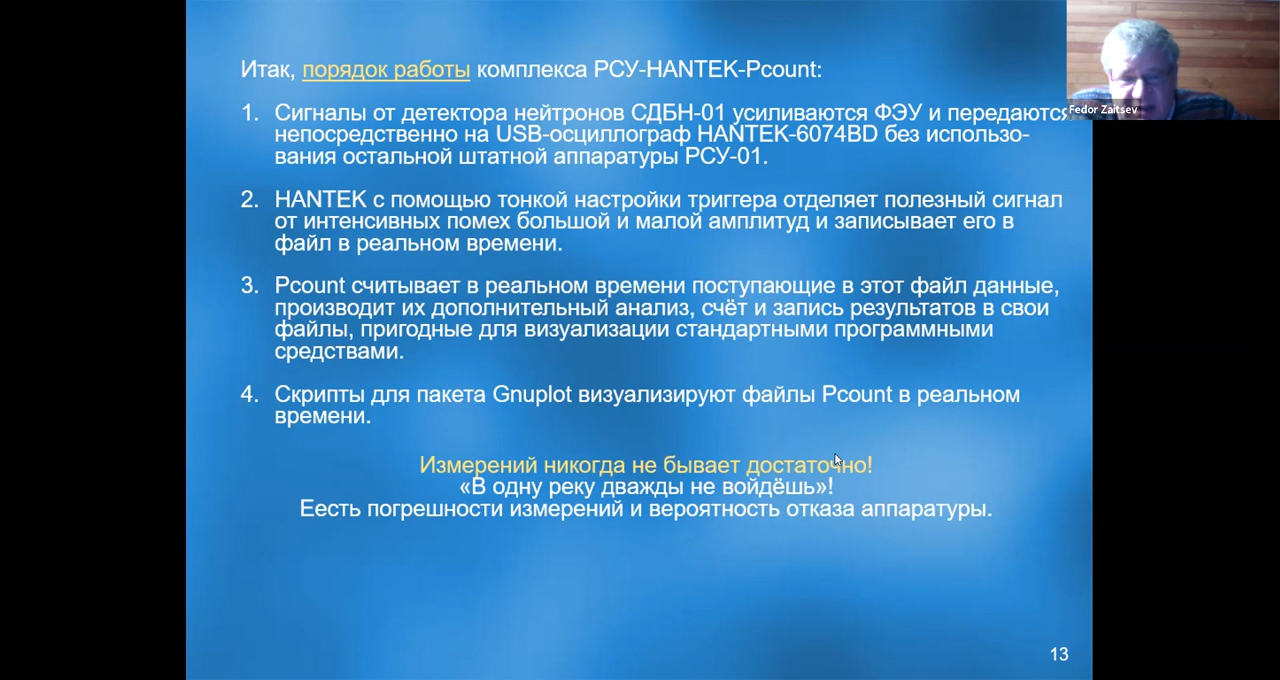 Итак, порядок работы комплекса РСУ-HANTEK-Pcount:
1. Сигналы от детектора нейтронов СДБН-01 усиливаются ФЭУ и передаются
непосредственно на USB-осциллограф HANTEK-6074BD без использо-
вания остальной штатной аппаратуры РСУ-01.
2. HANTEK с помощью тонкой настройки триггера отделяет полезный сигнал
от интенсивных помех большой и малой амплитуд и записывает его в
файл в реальном времени.
3. Pcount считывает в реальном времени поступающие в этот файл данные,
производит их дополнительный анализ, счёт и запись результатов в свои
файлы, пригодные для визуализации стандартными программными
средствами.
4. Скрипты для пакета Gnuplot визуализируют файлы Pcount в реальном
времени.
Измерений никогда не бывает достаточно!
«В одну реку дважды не войдёшь»!
Еесть погрешности измерений и вероятность отказа аппаратуры.
13
Fedor Zaitsev